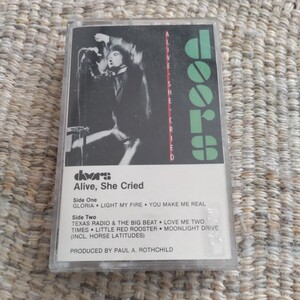 doors
ALIVE, SHE CRIED
doors
Alive, She Cried
Side One
GLORIA • LIGHT MY FIRE • YOU MAKE ME REAL
Side Two
TEXAS RADIO & THE BIG BEAT • LOVE ME TWO
TIMES • LITTLE RED ROOSTER • MOONLIGHT DRIVE
(INCL. HORSE LATITUDES)
PRODUCED BY PAUL A. ROTHCHILD